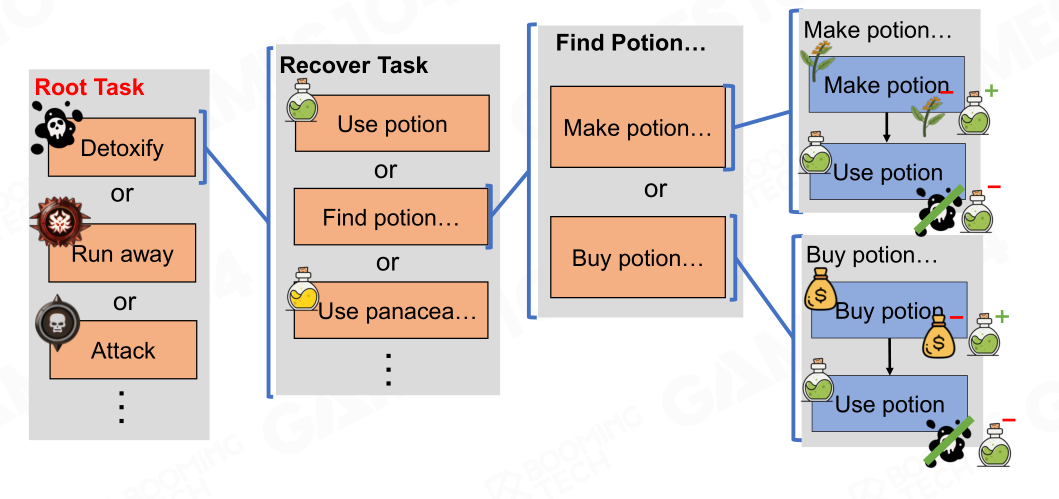 Root Task
Detoxify
or
Run away
or
Attack
Recover Task
Use potion
or
Find potion…
or
Use panacea…
Find Potion…
Make potion…
or
Buy potion…
Make potion…
Make potion
Use potion
Buy potion…
Buy potion
Use potion
BOOMING
TECH
GAMES104